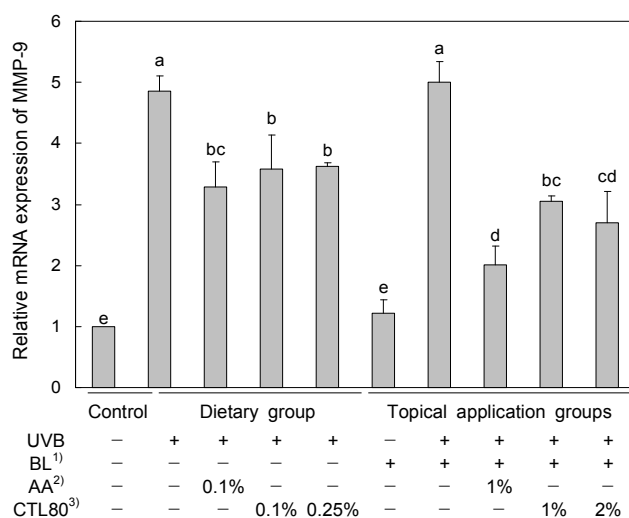 Relative mRNA expression of MMP-9
6
5
4
3
2
1
0
e
a
bc
b
b
e
a
d
bc
cd
Control Dietary group Topical application groups
UVB − + + + + − + + + +
BL1) − − − − − + + + + +
AA2) − − 0.1% − − − − 1% − −
CTL803) − − − 0.1% 0.25% − − − 1% 2%